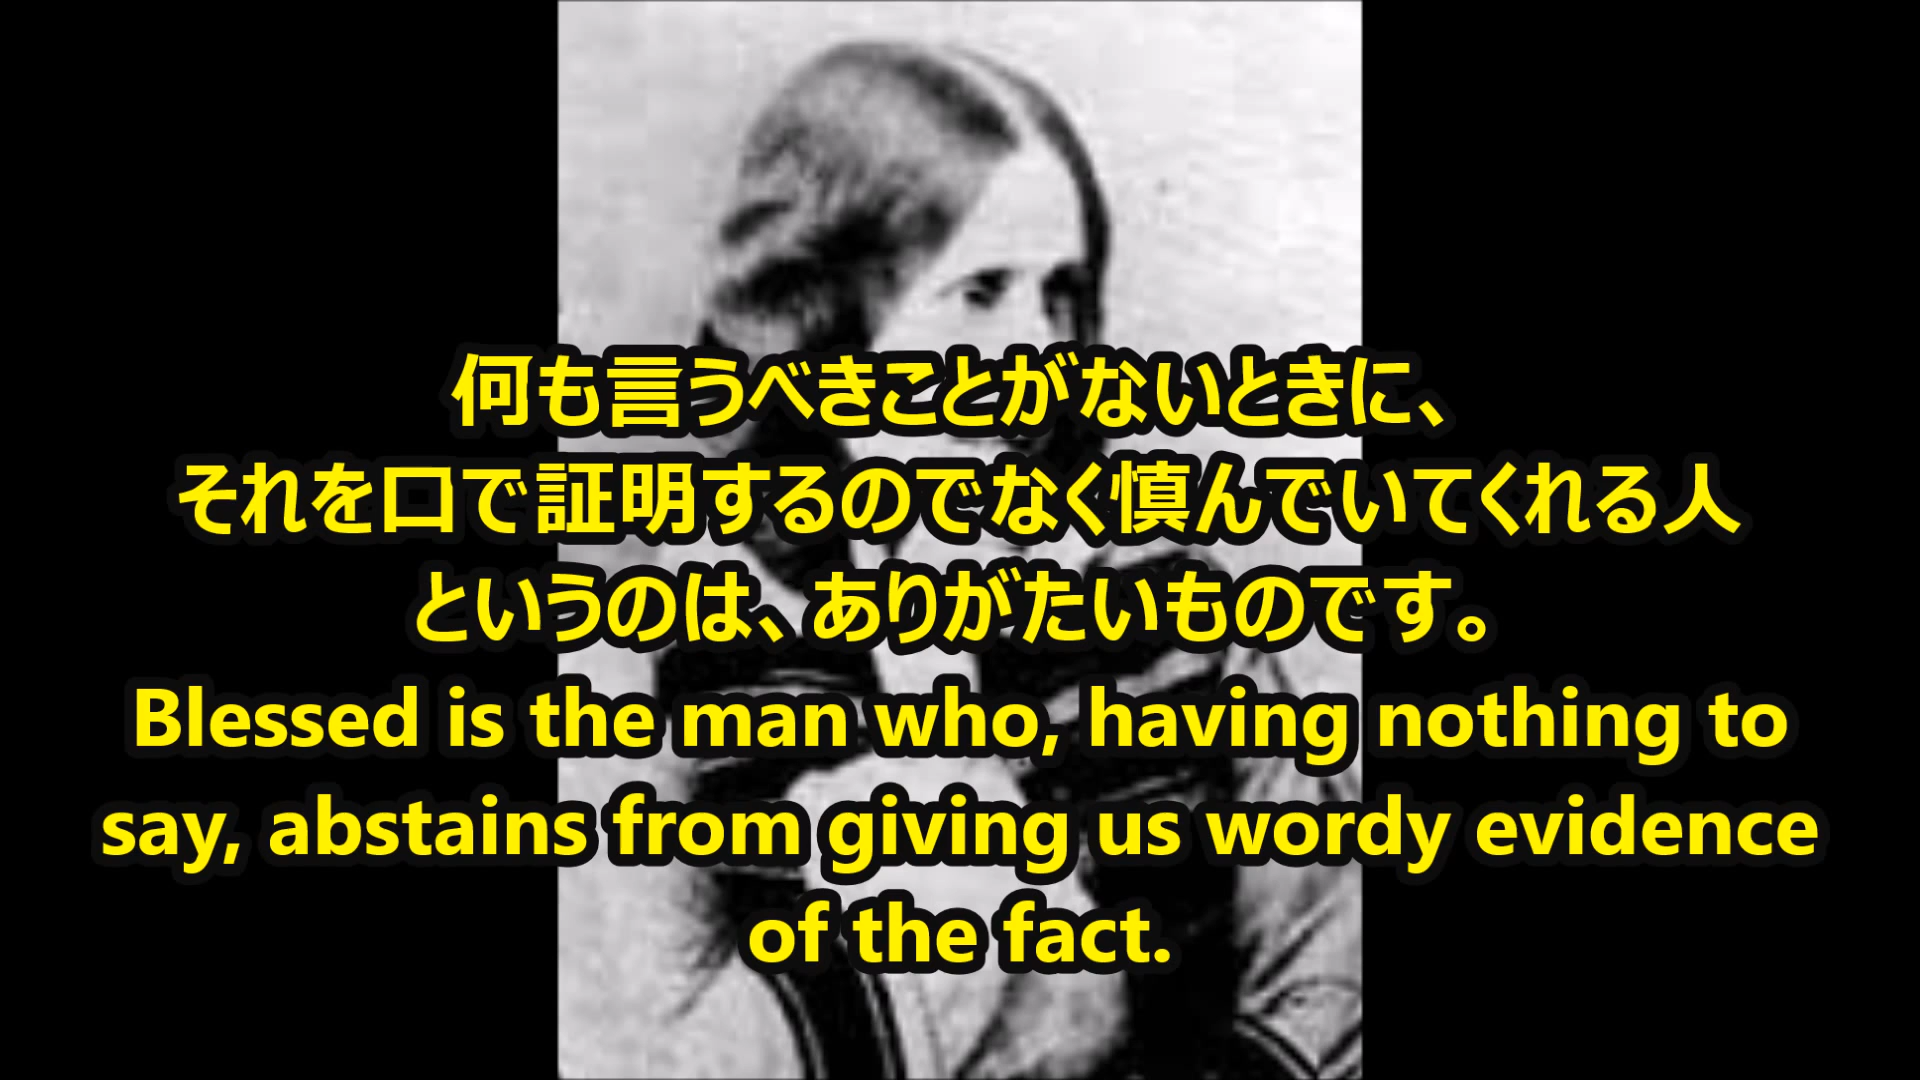 何も言うべきことがないときに、
それを口で証明するのでなく慎んでいてくれる人
というのは、ありがたいものです。
Blessed is the man who, having nothing to
say, abstains from giving us wordy evidence
of the fact.